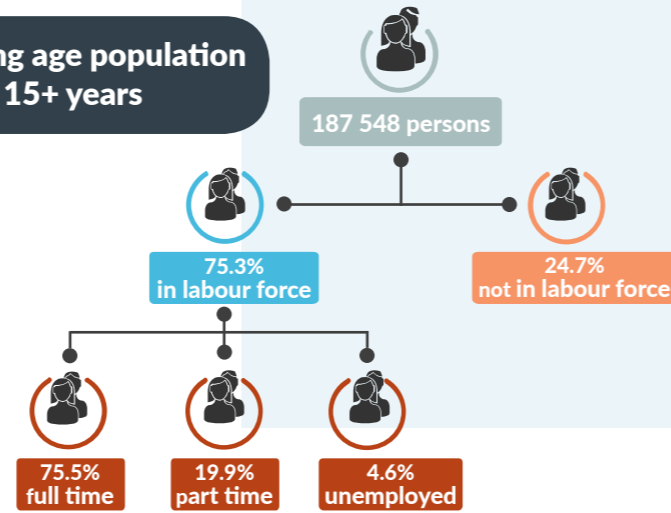 ng age population
15+ years
187 548 persons
75.3%
in labour force
24.7%
not in labour force
75.5%
full time
19.9%
part time
4.6%
unemployed